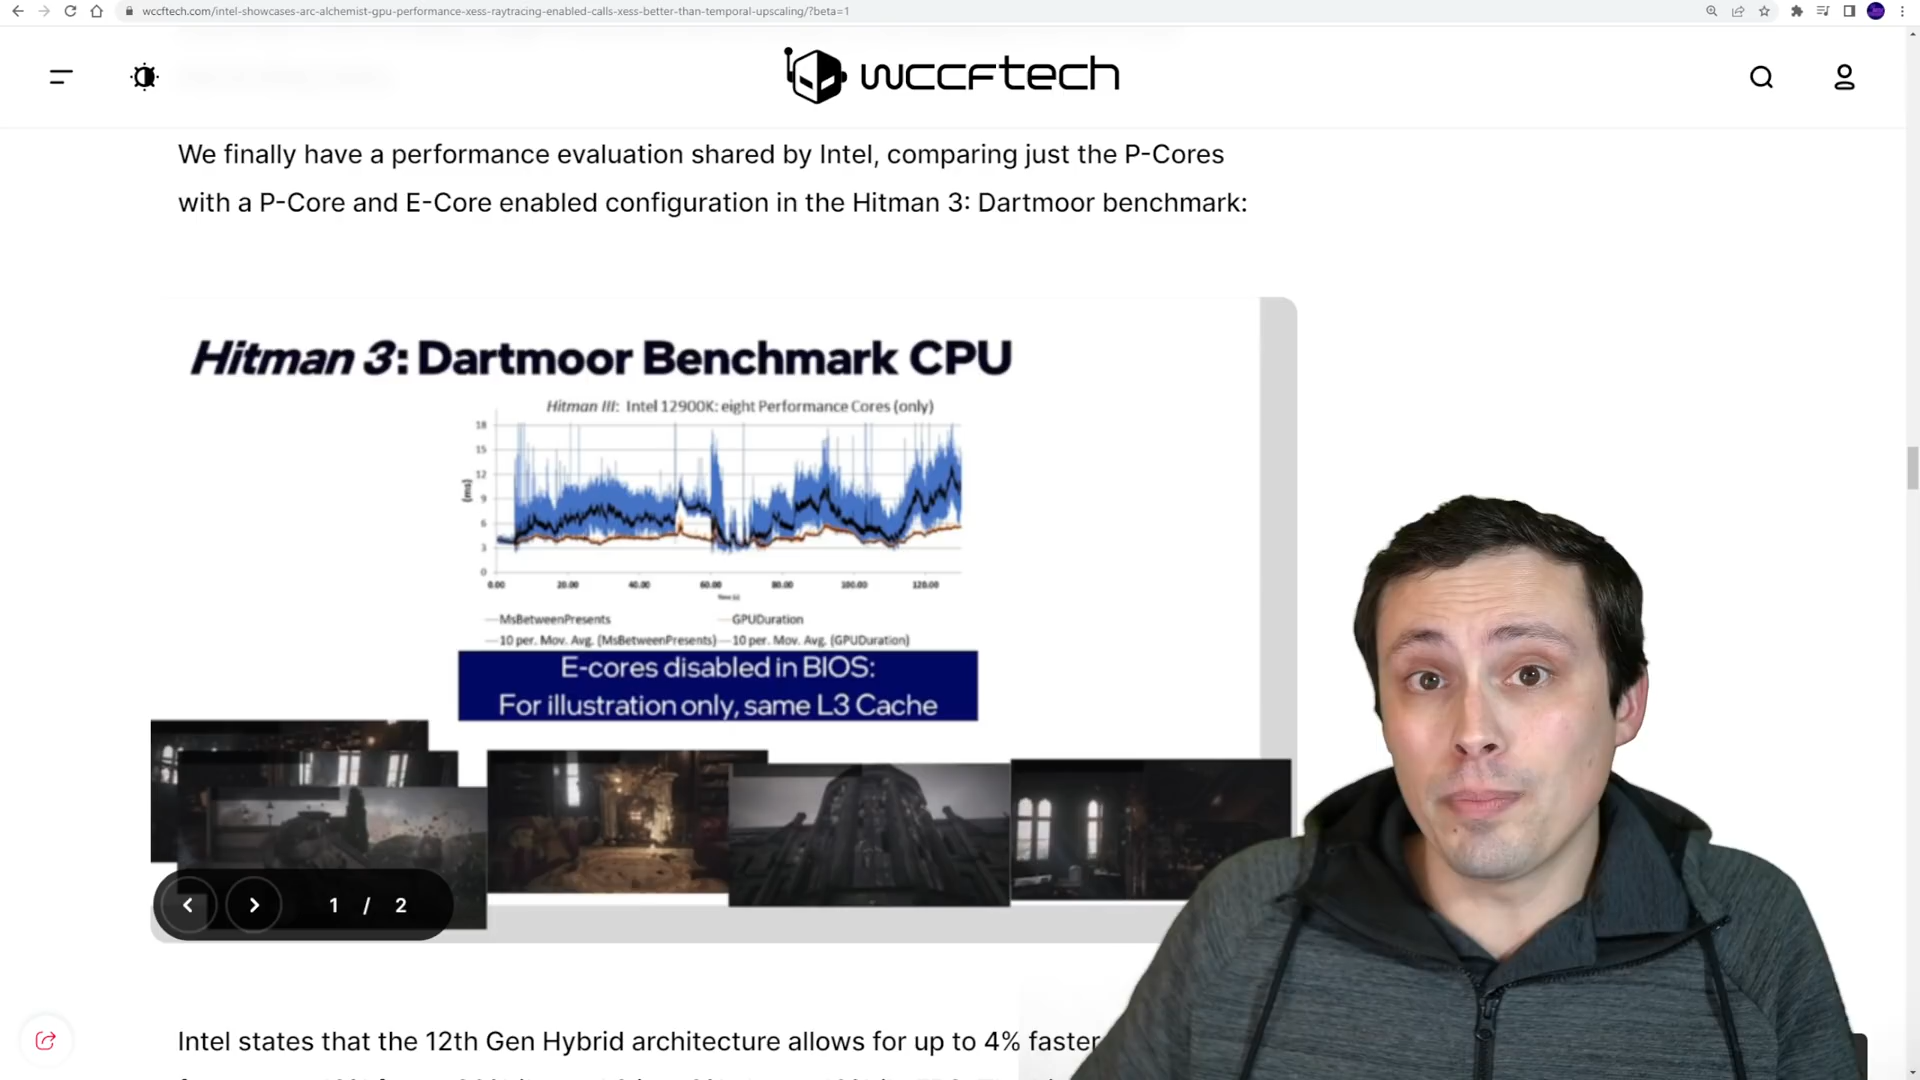 wccftech.com/intel-showcases-arc-alchemist-gpu-performance-xess-raytracing-enabled-calls-xess-better-than-temporal-upscaling/?beta=1
wccftech
We finally have a performance evaluation shared by Intel, comparing just the P-Cores
with a P-Core and E-Core enabled configuration in the Hitman 3: Dartmoor benchmark:
Hitman 3: Dartmoor Benchmark CPU
Hitman III: Intel 12900K: eight Performance Cores (only)
18
15
12
9
6
3
0
(ms)
0.00 20.00 40.00 60.00 80.00 100.00 120.00
Time (s)
MsBetweenPresents GPUDuration
10 per. Mov. Avg. (MsBetweenPresents) 10 per. Mov. Avg. (GPUDuration)
E-cores disabled in BIOS:
For illustration only, same L3 Cache
1 / 2
Intel states that the 12th Gen Hybrid architecture allows for up to 4% faster